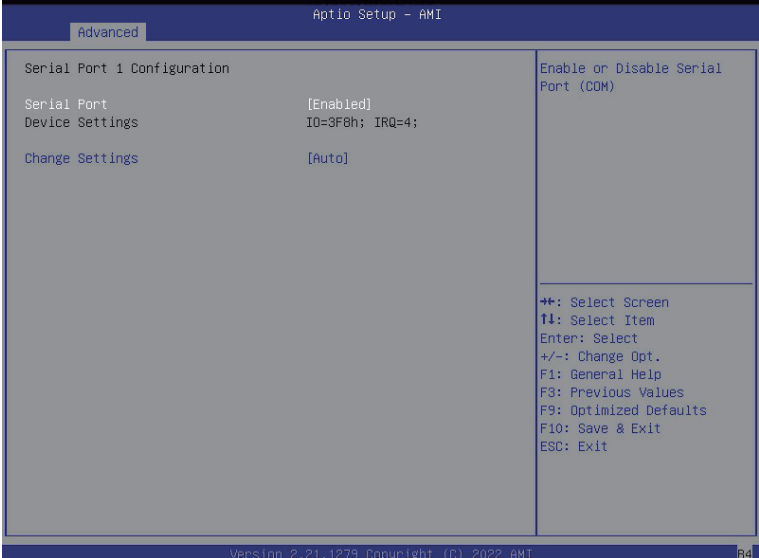 Aptio Setup – AMI
Advanced
Serial Port 1 Configuration
Serial Port [Enabled]
Device Settings IO=3F8h; IRQ=4;
Change Settings [Auto]
Enable or Disable Serial
Port (COM)
→←: Select Screen
↑↓: Select Item
Enter: Select
+/-: Change Opt.
F1: General Help
F3: Previous Values
F9: Optimized Defaults
F10: Save & Exit
ESC: Exit
Version 2.21.1279 Copyright (C) 2022 AMI
B4